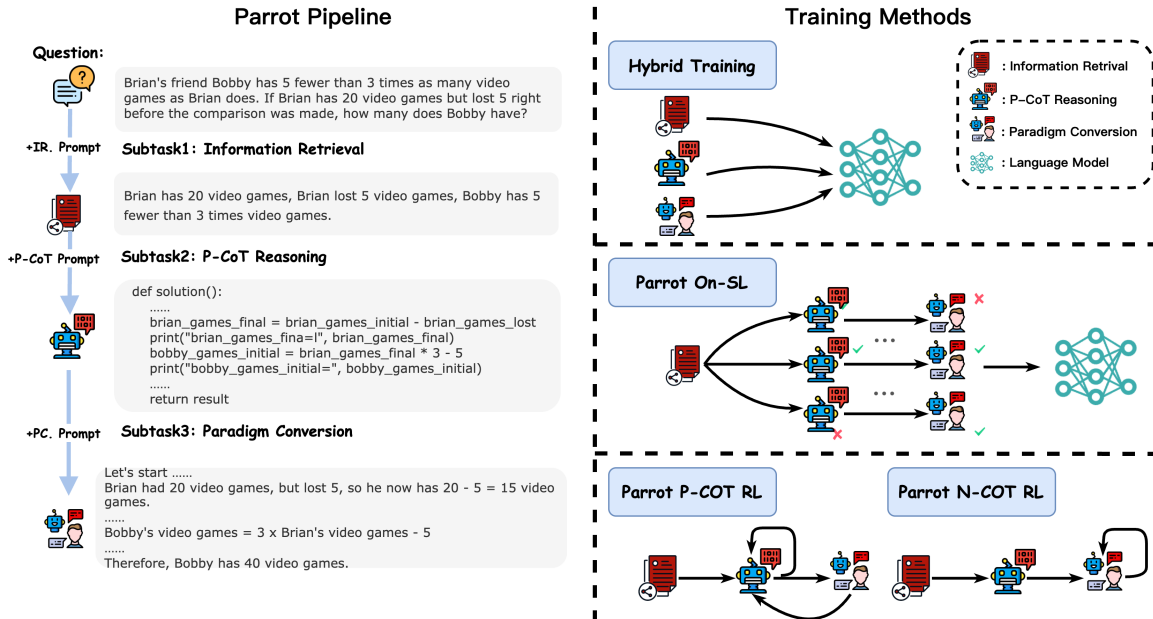 Parrot Pipeline
Question:
Brian's friend Bobby has 5 fewer than 3 times as many video
games as Brian does. If Brian has 20 video games but lost 5 right
before the comparison was made, how many does Bobby have?
+IR. Prompt
Subtask1: Information Retrieval
Brian has 20 video games, Brian lost 5 video games, Bobby has 5
fewer than 3 times video games.
+P-CoT Prompt
Subtask2: P-CoT Reasoning
def solution():
......
brian_games_final = brian_games_initial - brian_games_lost
print("brian_games_fina=l", brian_games_final)
bobby_games_initial = brian_games_final * 3 - 5
print("bobby_games_initial=", bobby_games_initial)
......
return result
+PC. Prompt
Subtask3: Paradigm Conversion
Let's start ......
Brian had 20 video games, but lost 5, so he now has 20 - 5 = 15 video
games.
......
Bobby's video games = 3 x Brian's video games - 5
......
Therefore, Bobby has 40 video games.
Training Methods
Hybrid Training
: Information Retrival
: P-CoT Reasoning
: Paradigm Conversion
: Language Model
Parrot On-SL
...
...
Parrot P-COT RL
Parrot N-COT RL